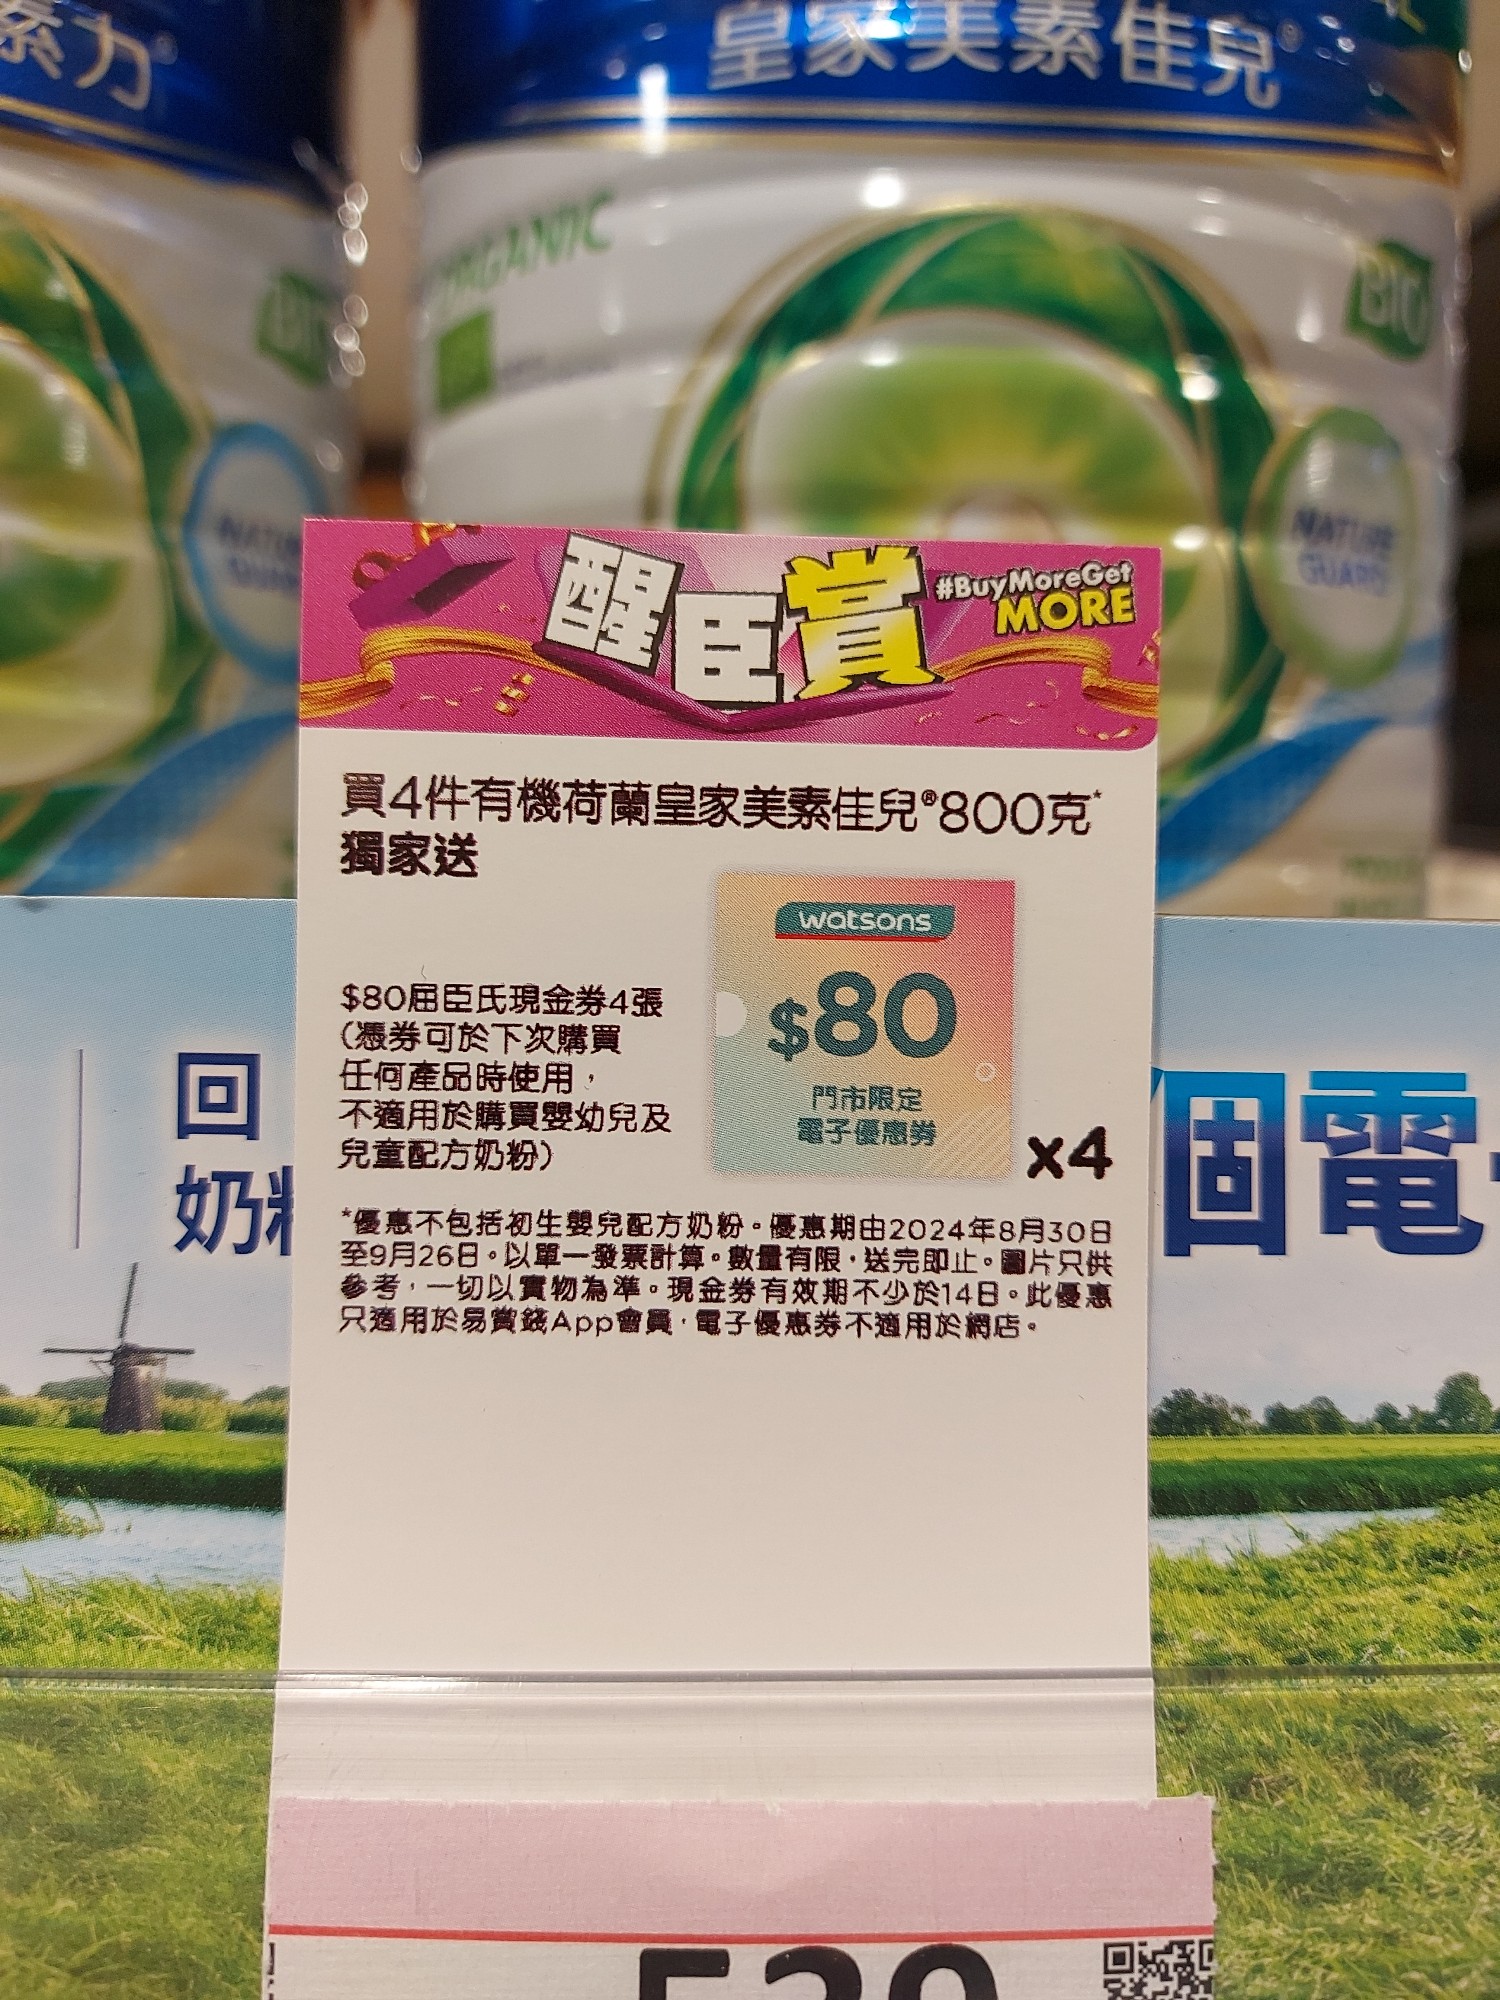 素力
皇家美素佳兒
ORGANIC
BIO
NATURE
GUARD
醒臣賞
#BuyMoreGet
MORE
買4件有機荷蘭皇家美素佳兒®800克*
獨家送
watsons
$80
門市限定
電子優惠券
x4
$80屈臣氏現金券4張
(憑券可於下次購買
任何產品時使用，
不適用於購買嬰幼兒及
兒童配方奶粉)
*優惠不包括初生嬰兒配方奶粉。優惠期由2024年8月30日
至9月26日。以單一發票計算。數量有限，送完即止。圖片只供
參考，一切以實物為準。現金券有效期不少於14日。此優惠
只適用於易賞錢App會員，電子優惠券不適用於網店。
回
奶粉
個電